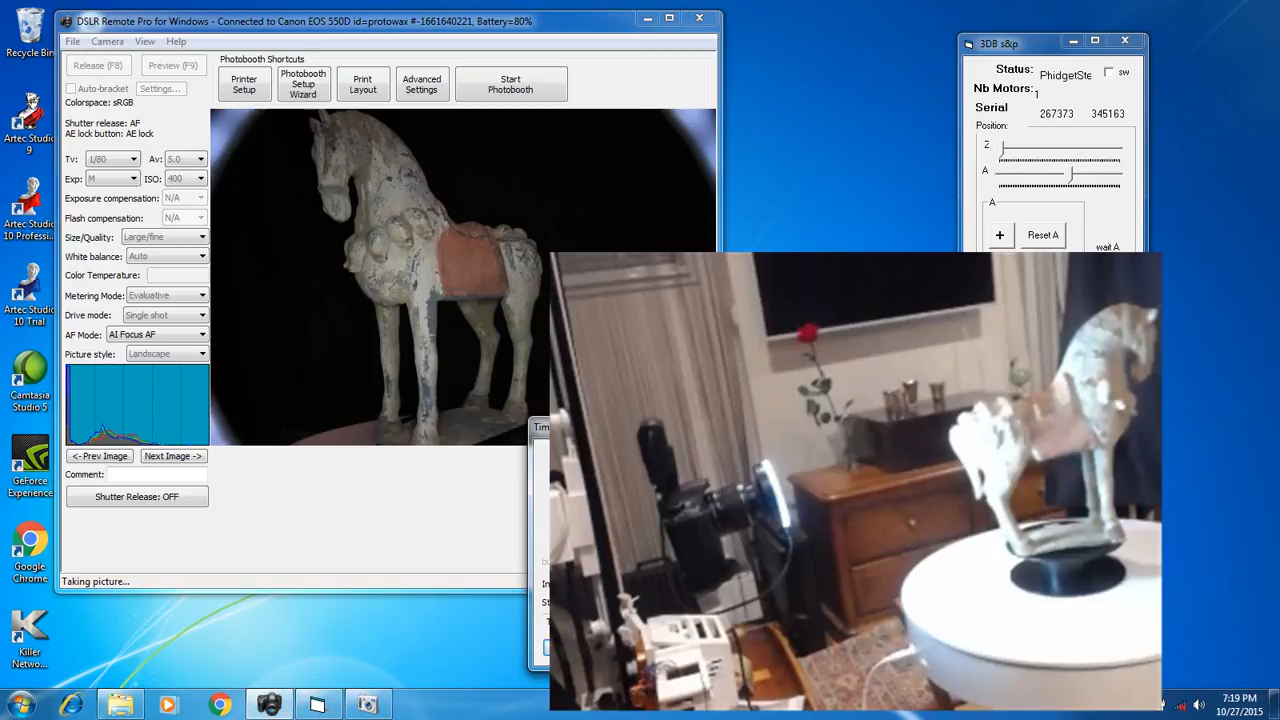 Recycle Bin
Artec Studio
9
Artec Studio
10 Professi...
Artec Studio
10 Trial
Camtasia
Studio 5
GeForce
Experience
Google
Chrome
Killer
Netwo...
DSLR Remote Pro for Windows - Connected to Canon EOS 550D id=protowax #-1661640221, Battery=80%
File Camera View Help
Release (F8) Preview (F9)
Auto-bracket Settings...
Colorspace: sRGB
Shutter release: AF
AE lock button: AE lock
Tv: 1/80 Av: 5.0
Exp: M ISO: 400
Exposure compensation: N/A
Flash compensation: N/A
Size/Quality: Large/fine
White balance: Auto
Color Temperature:
Metering Mode: Evaluative
Drive mode: Single shot
AF Mode: AI Focus AF
Picture style: Landscape
<- Prev Image Next Image ->
Comment:
Shutter Release: OFF
Taking picture...
Photobooth Shortcuts
Printer
Setup
Photobooth
Setup
Wizard
Print
Layout
Advanced
Settings
Start
Photobooth
3DB s&p
Status: PhidgetSte sw
Nb Motors: 1
Serial 267373 345163
Position:
Z
A
A
+ Reset A
wait A
7:19 PM
10/27/2015